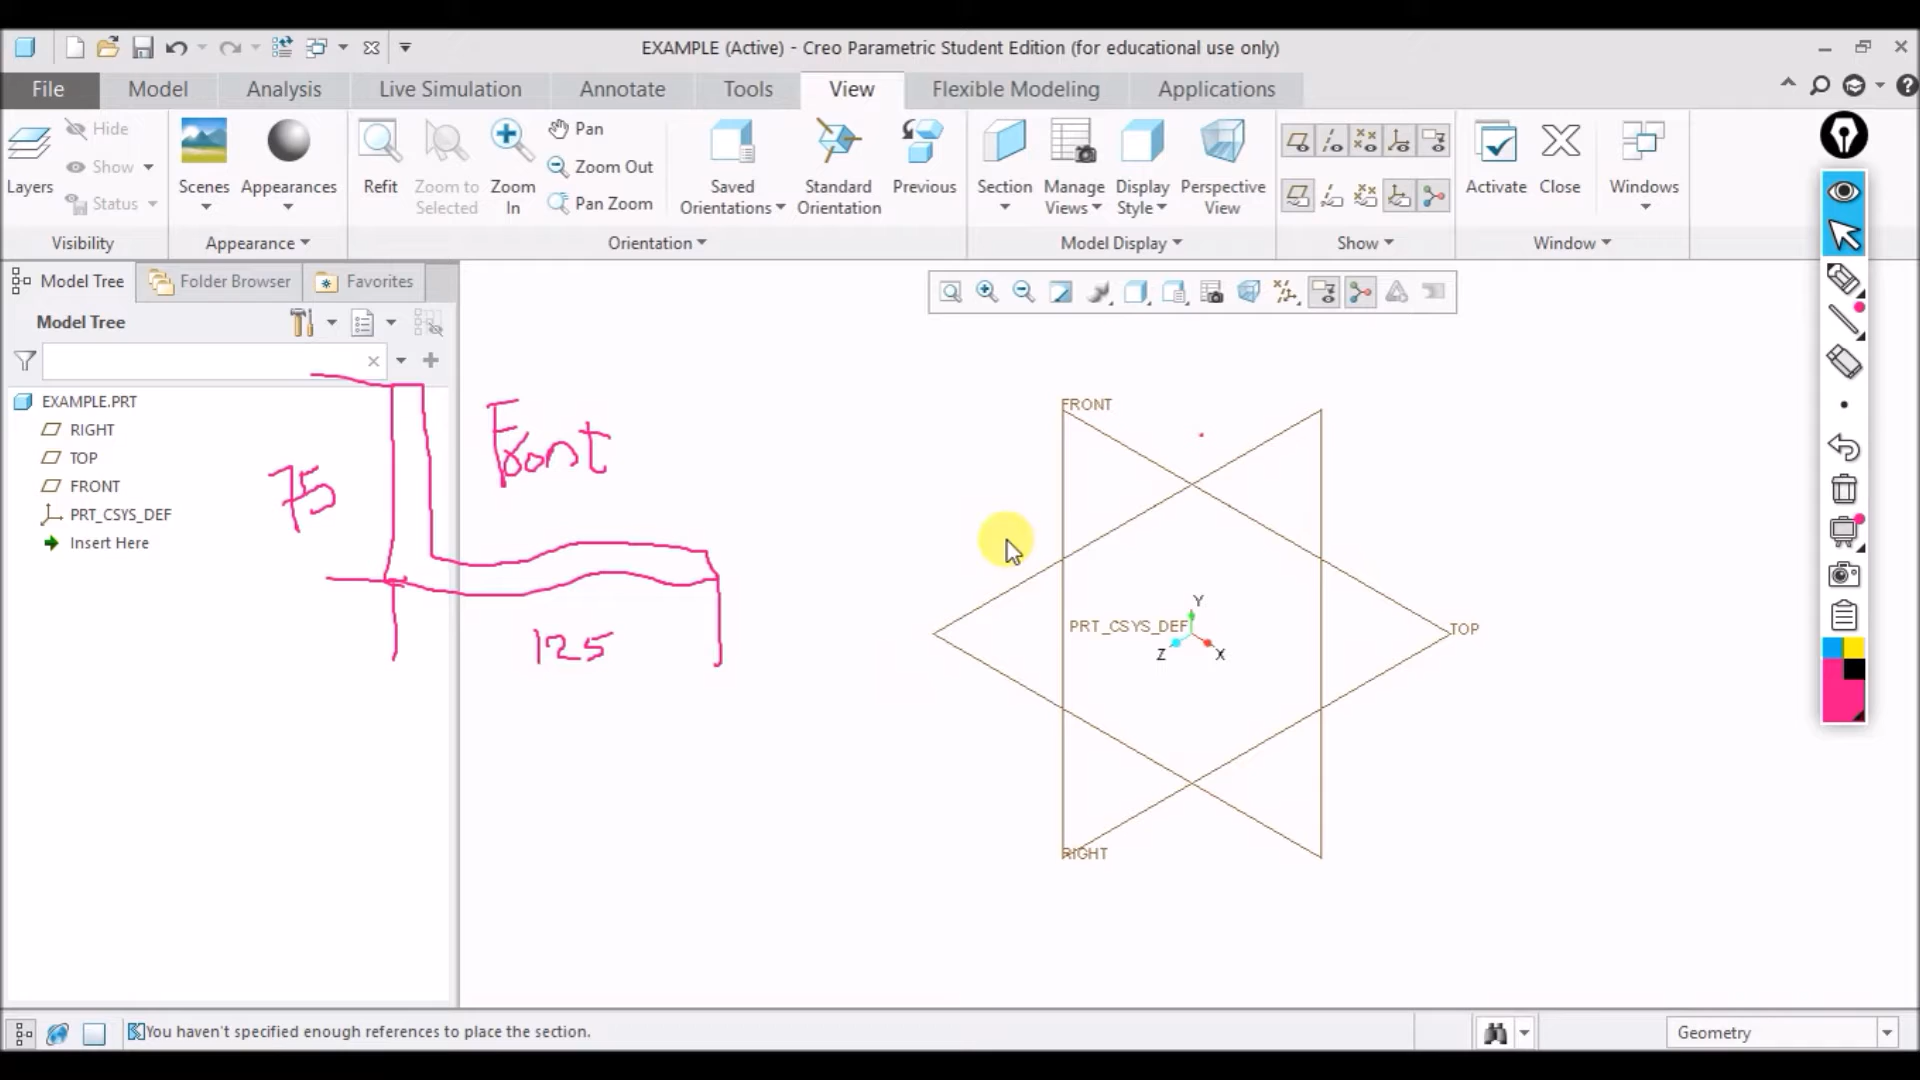 EXAMPLE (Active) - Creo Parametric Student Edition (for educational use only)
File Model Analysis Live Simulation Annotate Tools View Flexible Modeling Applications
Layers
Hide
Show
Status
Visibility
Scenes
Appearances
Appearance
Refit
Zoom to Selected
Zoom In
Pan
Zoom Out
Pan Zoom
Saved Orientations
Standard Orientation
Previous
Orientation
Section
Manage Views
Display Style
Perspective View
Model Display
Show
Activate
Close
Windows
Window
Model Tree
Folder Browser
Favorites
Model Tree
EXAMPLE.PRT
RIGHT
TOP
FRONT
PRT_CSYS_DEF
Insert Here
75
Front
125
FRONT
TOP
RIGHT
PRT_CSYS_DEF
Y
Z
X
You haven't specified enough references to place the section.
Geometry